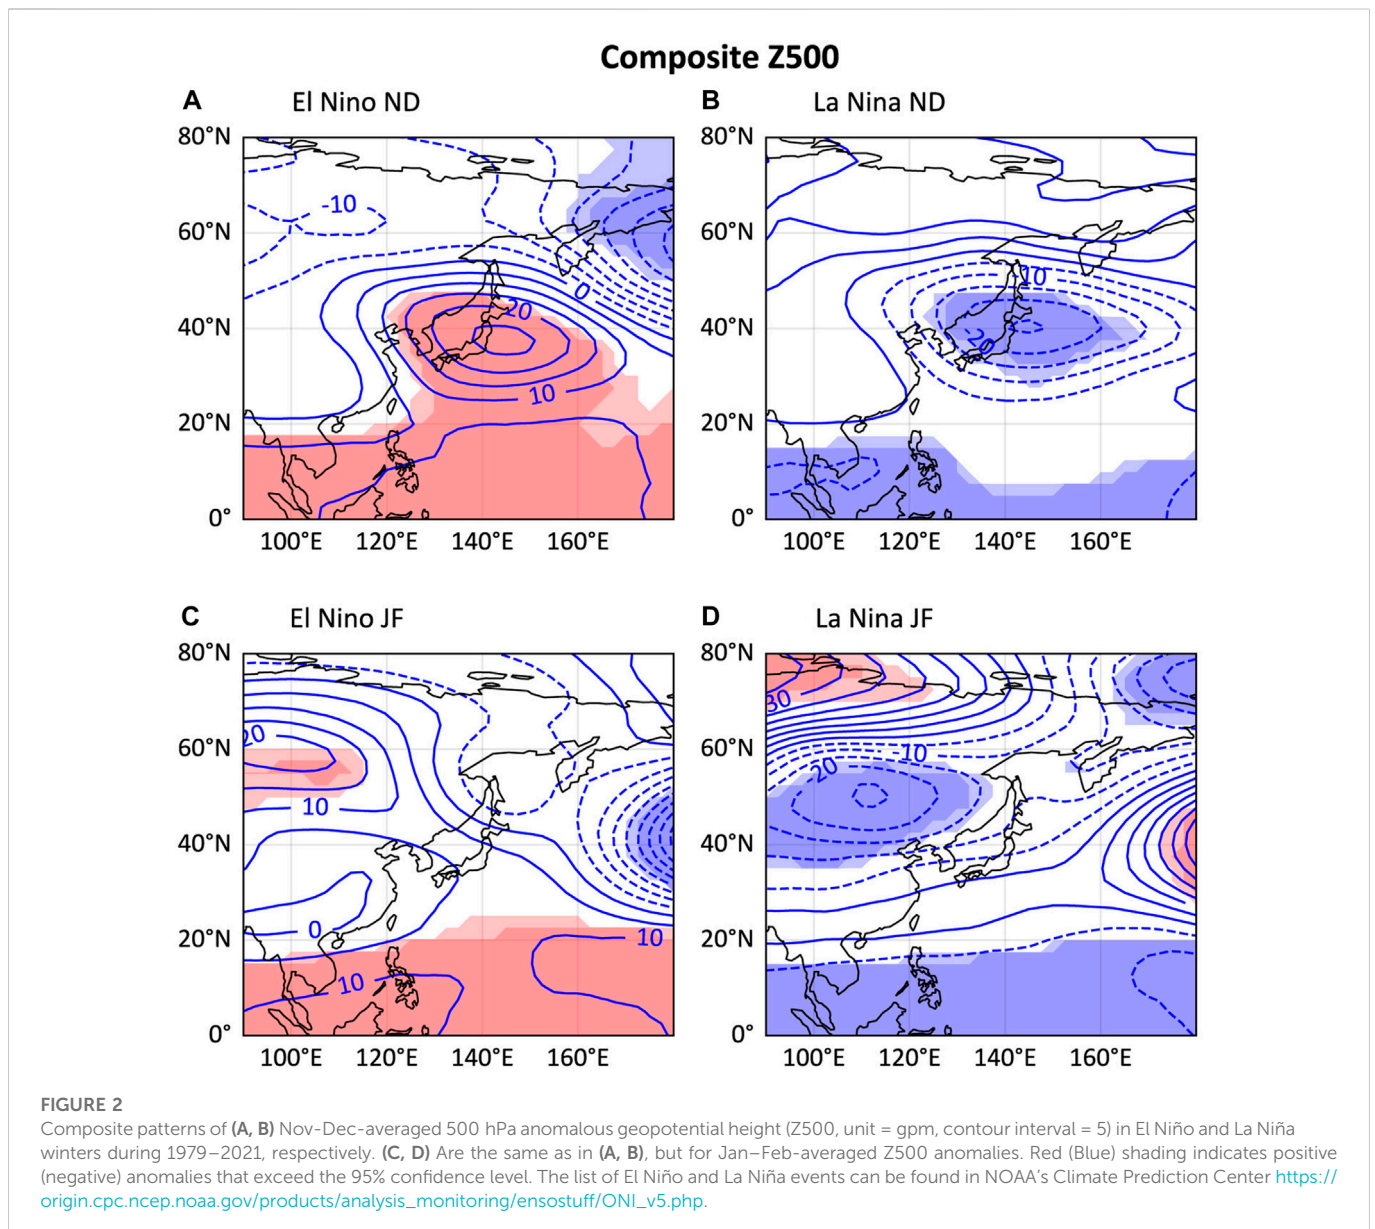 Composite Z500
A El Nino ND
B La Nina ND
80°N
60°N
40°N
20°N
0°
100°E 120°E 140°E 160°E
-10
20
0
10
80°N
60°N
40°N
20°N
0°
100°E 120°E 140°E 160°E
-10
-20
C El Nino JF
D La Nina JF
80°N
60°N
40°N
20°N
0°
100°E 120°E 140°E 160°E
20
10
0
10
10
80°N
60°N
40°N
20°N
0°
100°E 120°E 140°E 160°E
30
-10
20
FIGURE 2
Composite patterns of (A, B) Nov-Dec-averaged 500 hPa anomalous geopotential height (Z500, unit = gpm, contour interval = 5) in El Niño and La Niña
winters during 1979–2021, respectively. (C, D) Are the same as in (A, B), but for Jan–Feb-averaged Z500 anomalies. Red (Blue) shading indicates positive
(negative) anomalies that exceed the 95% confidence level. The list of El Niño and La Niña events can be found in NOAA's Climate Prediction Center https://
origin.cpc.ncep.noaa.gov/products/analysis_monitoring/ensostuff/ONI_v5.php.